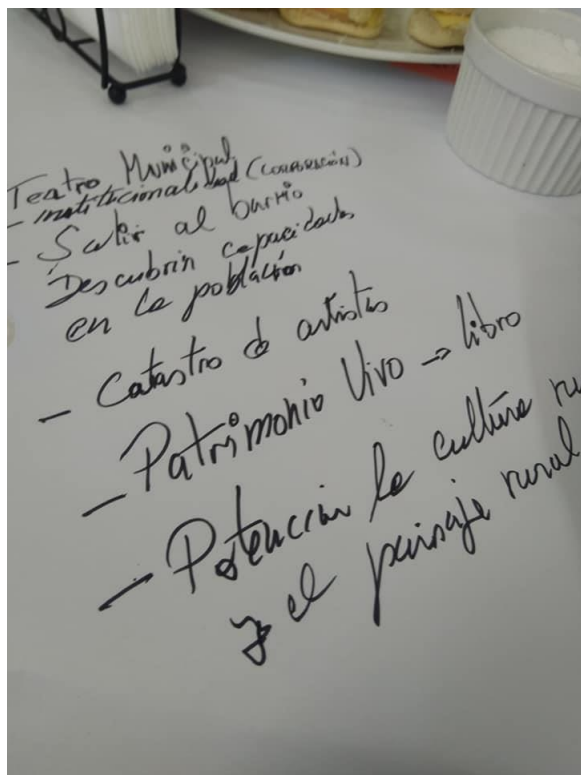 Teatro Municipal
- institucionalidad (CORPORACIÓN)
- Salir al barrio
Descubrir capacidades
en la población
- Catastro de artistas
- Patrimonio Vivo → libro
- Potenciar la cultura
y el paisaje rural